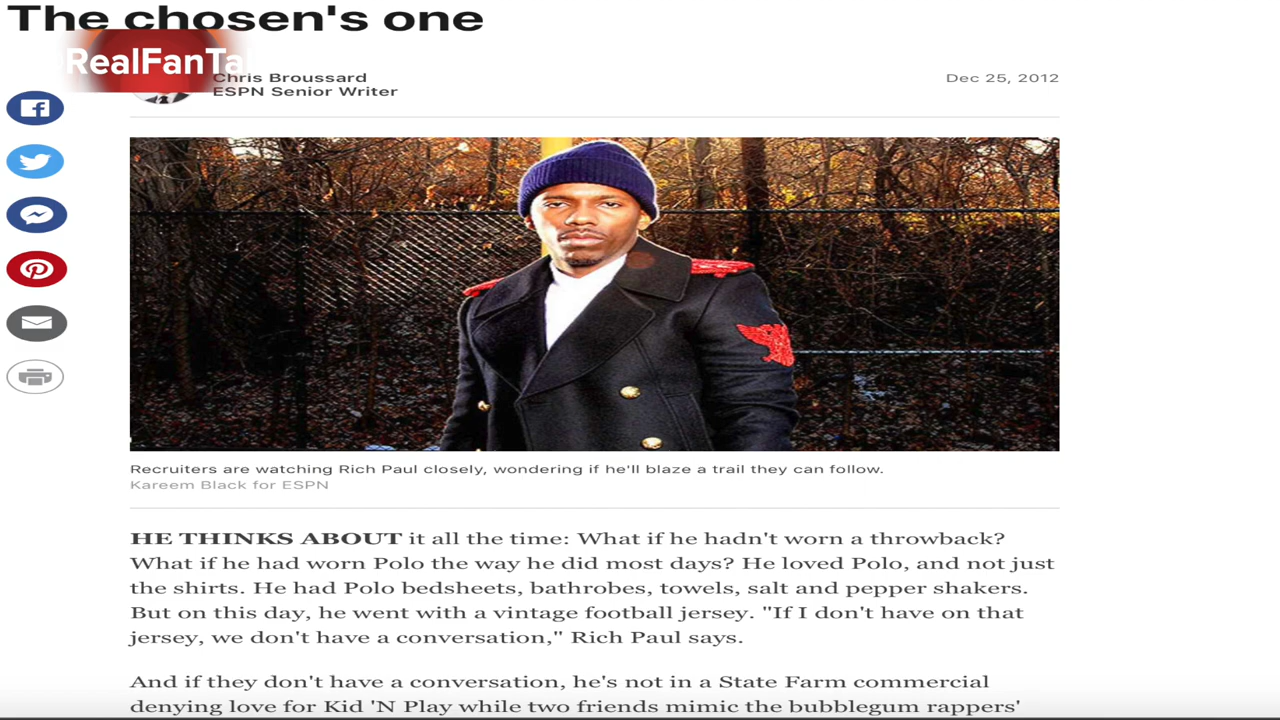 The chosen's one
RealFanTal
Chris Broussard
ESPN Senior Writer
Dec 25, 2012
Recruiters are watching Rich Paul closely, wondering if he'll blaze a trail they can follow.
Kareem Black for ESPN
HE THINKS ABOUT it all the time: What if he hadn't worn a throwback?
What if he had worn Polo the way he did most days? He loved Polo, and not just
the shirts. He had Polo bedsheets, bathrobes, towels, salt and pepper shakers.
But on this day, he went with a vintage football jersey. "If I don't have on that
jersey, we don't have a conversation," Rich Paul says.
And if they don't have a conversation, he's not in a State Farm commercial
denying love for Kid 'N Play while two friends mimic the bubblegum rappers'